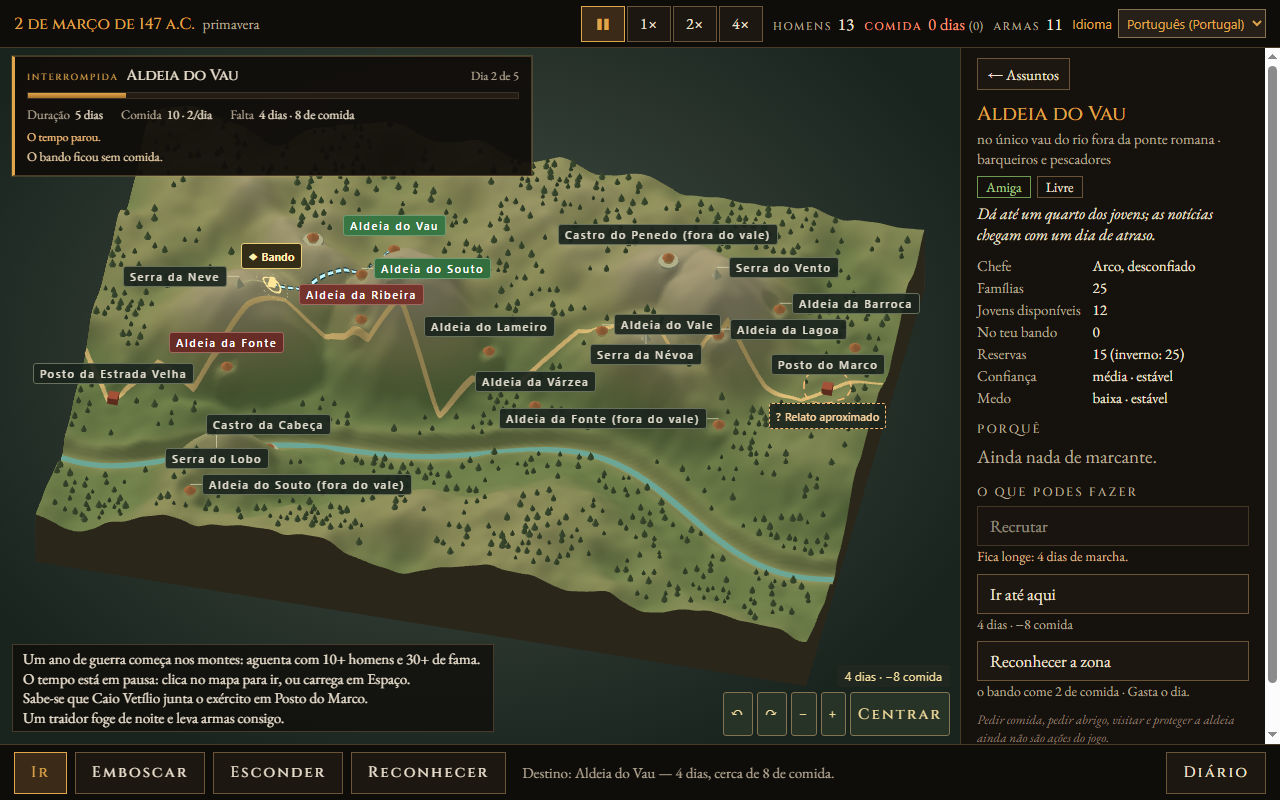 2 DE MARÇO DE 147 A.C. primavera
1× 2× 4× HOMENS 13 COMIDA 0 dias (0) ARMAS 11 Idioma Português (Portugal)
INTERROMPIDA ALDEIA DO VAU Dia 2 de 5
Duração 5 dias Comida 10 · 2/dia Falta 4 dias · 8 de comida
O tempo parou.
O bando ficou sem comida.
Aldeia do Vau
Castro do Penedo (fora do vale)
◆ Bando
Aldeia do Souto
Serra da Neve
Serra do Vento
Aldeia da Ribeira
Aldeia da Barroca
Aldeia do Lameiro
Aldeia do Vale
Aldeia da Lagoa
Aldeia da Fonte
Serra da Névoa
Posto do Marco
Posto da Estrada Velha
Aldeia da Várzea
? Relato aproximado
Aldeia da Fonte (fora do vale)
Castro da Cabeça
Serra do Lobo
Aldeia do Souto (fora do vale)
Um ano de guerra começa nos montes: aguenta com 10+ homens e 30+ de fama.
O tempo está em pausa: clica no mapa para ir, ou carrega em Espaço.
Sabe-se que Caio Vetílio junta o exército em Posto do Marco.
Um traidor foge de noite e leva armas consigo.
4 dias · −8 comida
↶ ↷ − + CENTRAR
← Assuntos
ALDEIA DO VAU
no único vau do rio fora da ponte romana ·
barqueiros e pescadores
Amiga Livre
Dá até um quarto dos jovens; as notícias
chegam com um dia de atraso.
Chefe Arco, desconfiado
Famílias 25
Jovens disponíveis 12
No teu bando 0
Reservas 15 (inverno: 25)
Confiança média · estável
Medo baixa · estável
PORQUÊ
Ainda nada de marcante.
O QUE PODES FAZER
Recrutar
Fica longe: 4 dias de marcha.
Ir até aqui
4 dias · −8 comida
Reconhecer a zona
o bando come 2 de comida · Gasta o dia.
Pedir comida, pedir abrigo, visitar e proteger a aldeia
ainda não são ações do jogo.
IR EMBOSCAR ESCONDER RECONHECER Destino: Aldeia do Vau — 4 dias, cerca de 8 de comida. DIÁRIO